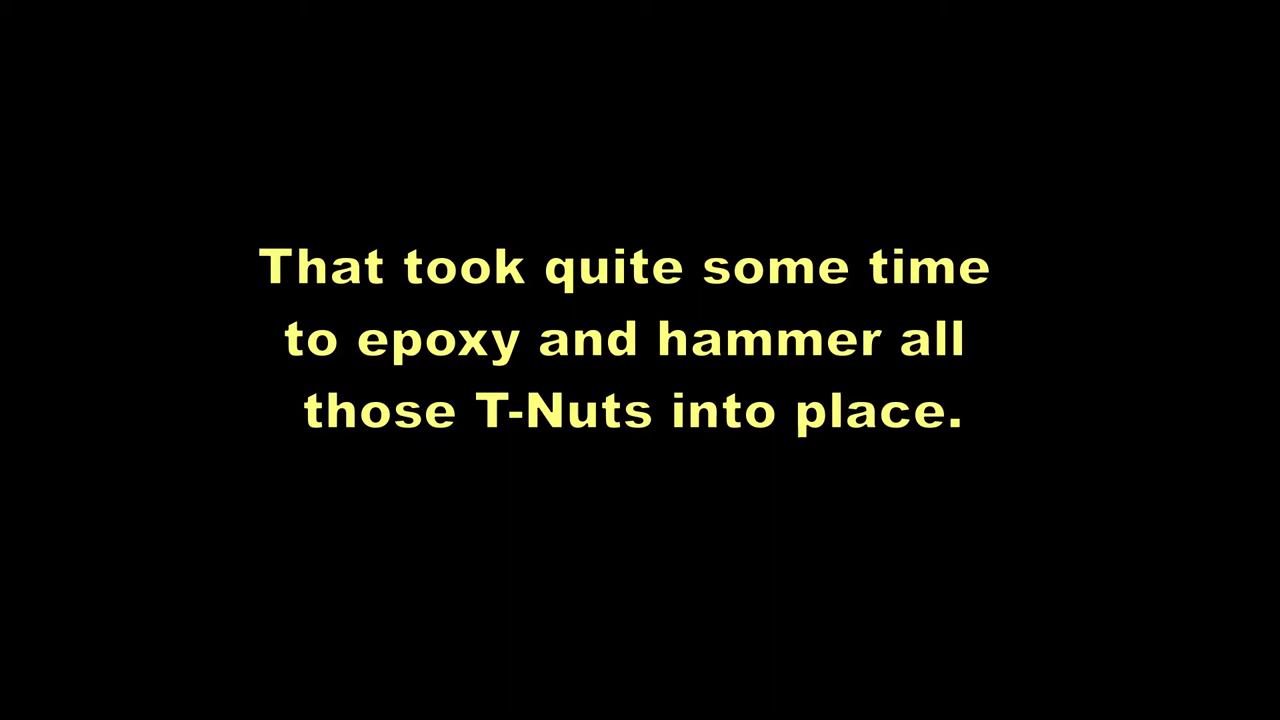 That took quite some time
to epoxy and hammer all
those T-Nuts into place.